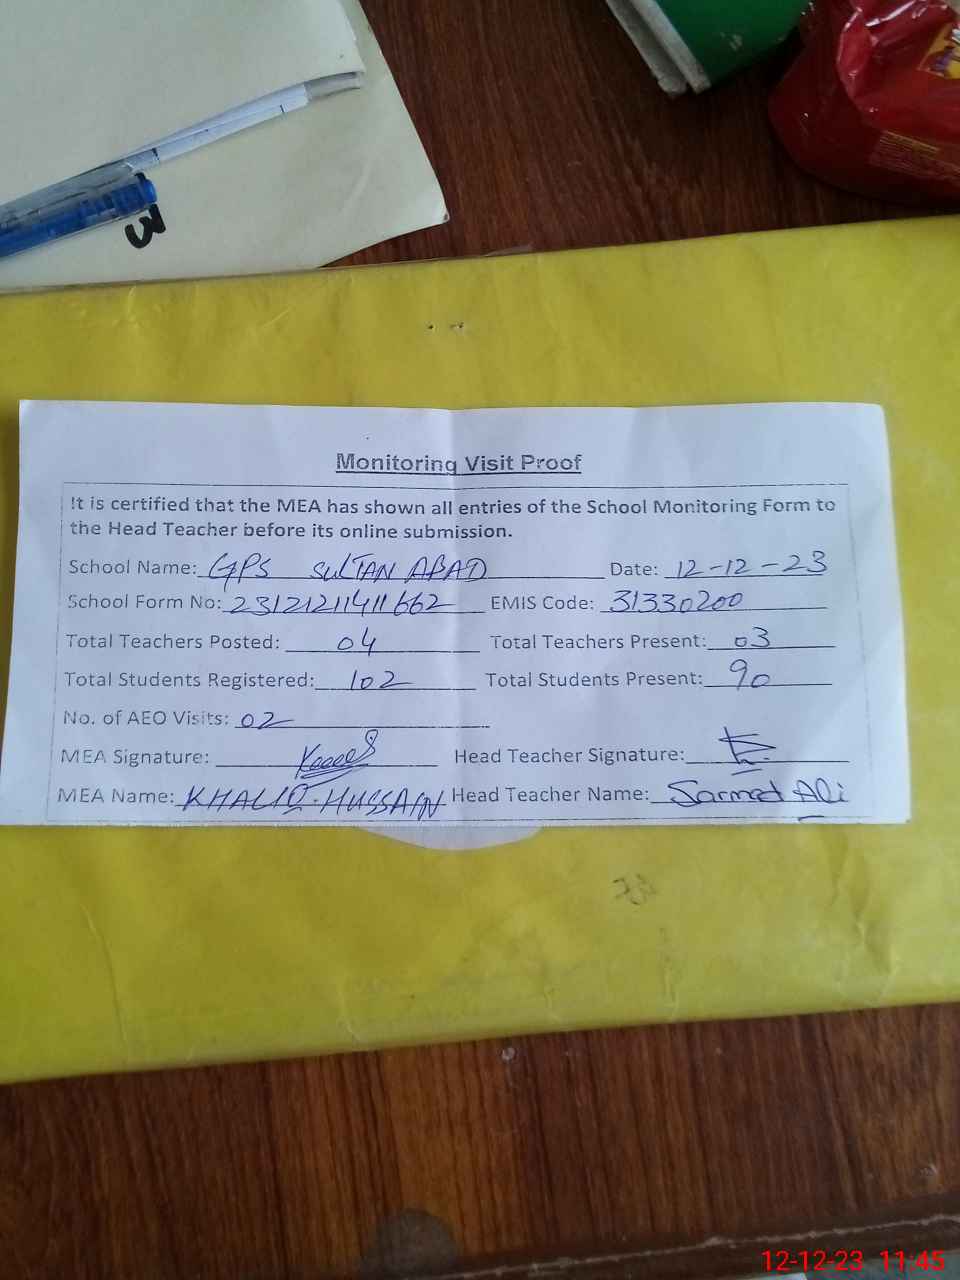 3
Monitoring Visit Proof
It is certified that the MEA has shown all entries of the School Monitoring Form to
the Head Teacher before its online submission.
School Name: GPS SULTAN ABAD Date: 12-12-23
School Form No: 23121211411662 EMIS Code: 31330200
Total Teachers Posted: 04 Total Teachers Present: 03
Total Students Registered: 102 Total Students Present: 90
No. of AEO Visits: 02
MEA Signature: Head Teacher Signature:
MEA Name: KHALIQ HUSSAIN Head Teacher Name: Sarmad Ali
12-12-23 11:45